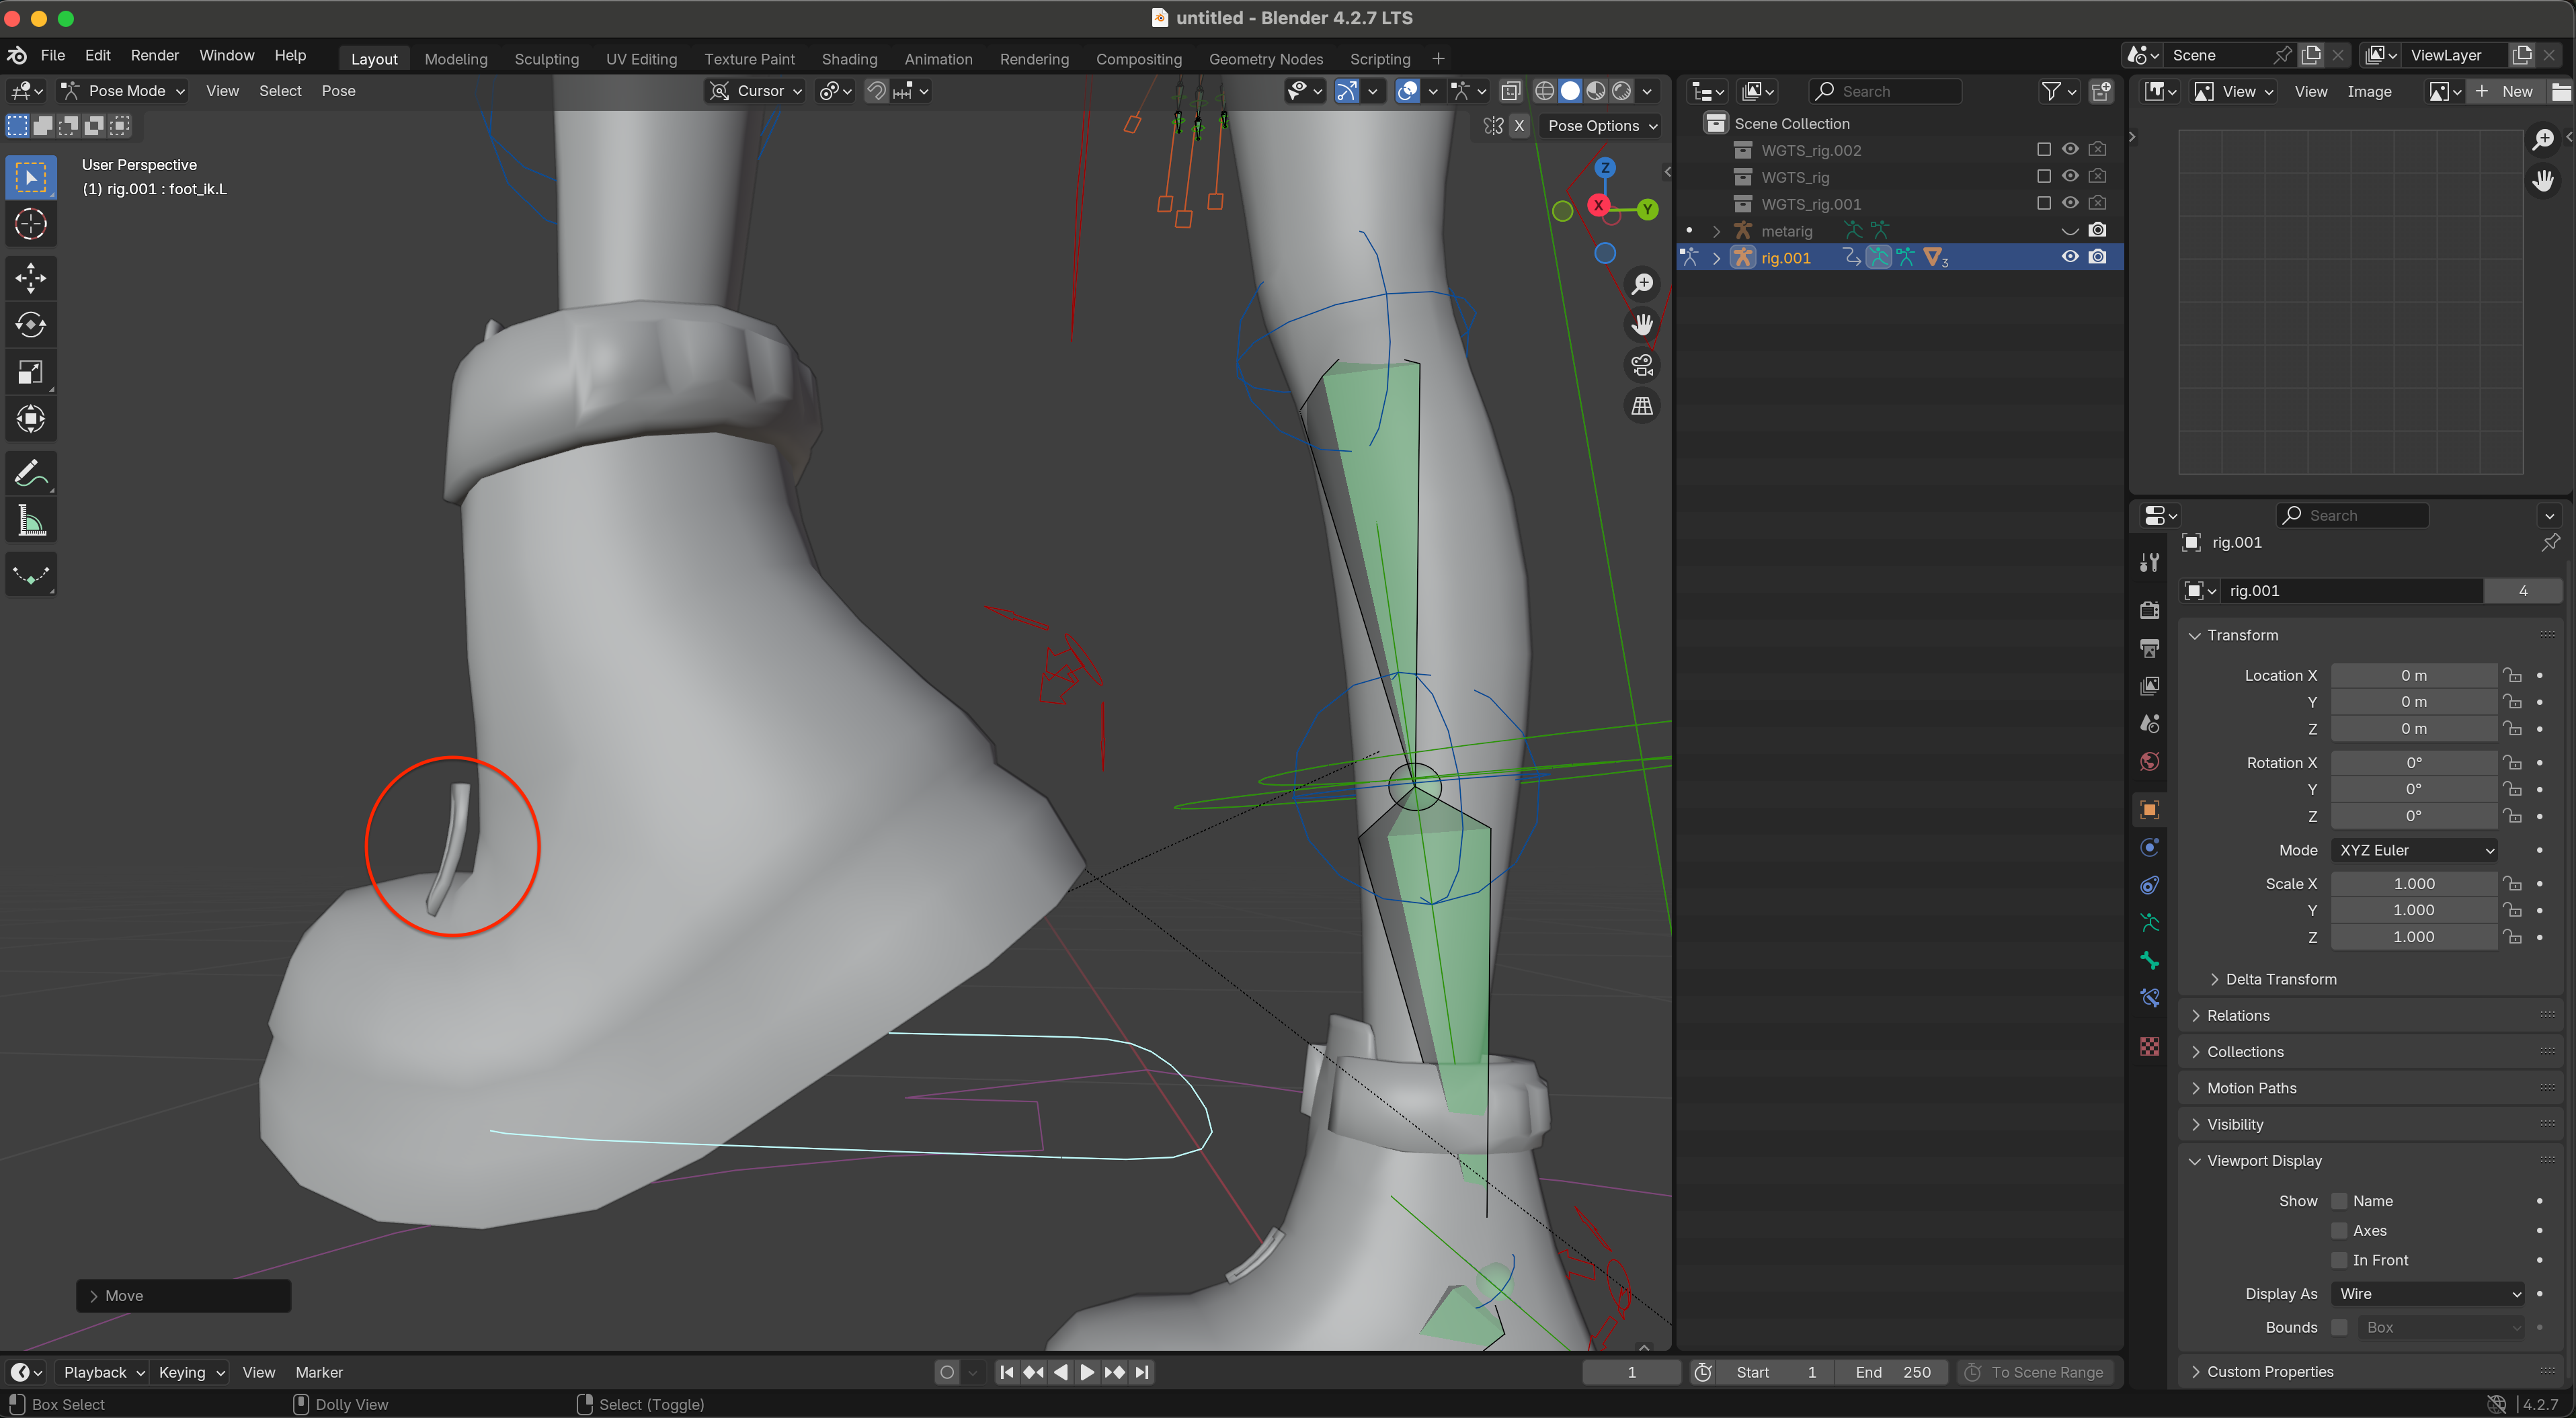 untitled - Blender 4.2.7 LTS
File Edit Render Window Help
Layout Modeling Sculpting UV Editing Texture Paint Shading Animation Rendering Compositing Geometry Nodes Scripting +
Scene
ViewLayer
Pose Mode View Select Pose
Cursor
Search
View View Image
+ New
X Pose Options
User Perspective
(1) rig.001 : foot_ik.L
Z
X
Y
Scene Collection
WGTS_rig.002
WGTS_rig
WGTS_rig.001
metarig
rig.001
3
Search
rig.001
rig.001 4
Transform
Location X 0 m
Y 0 m
Z 0 m
Rotation X 0°
Y 0°
Z 0°
Mode XYZ Euler
Scale X 1.000
Y 1.000
Z 1.000
Delta Transform
Relations
Collections
Motion Paths
Visibility
Viewport Display
Show Name
Axes
In Front
Display As Wire
Bounds Box
Custom Properties
Move
Playback Keying View Marker
1
Start 1 End 250
To Scene Range
Box Select
Dolly View
Select (Toggle)
4.2.7